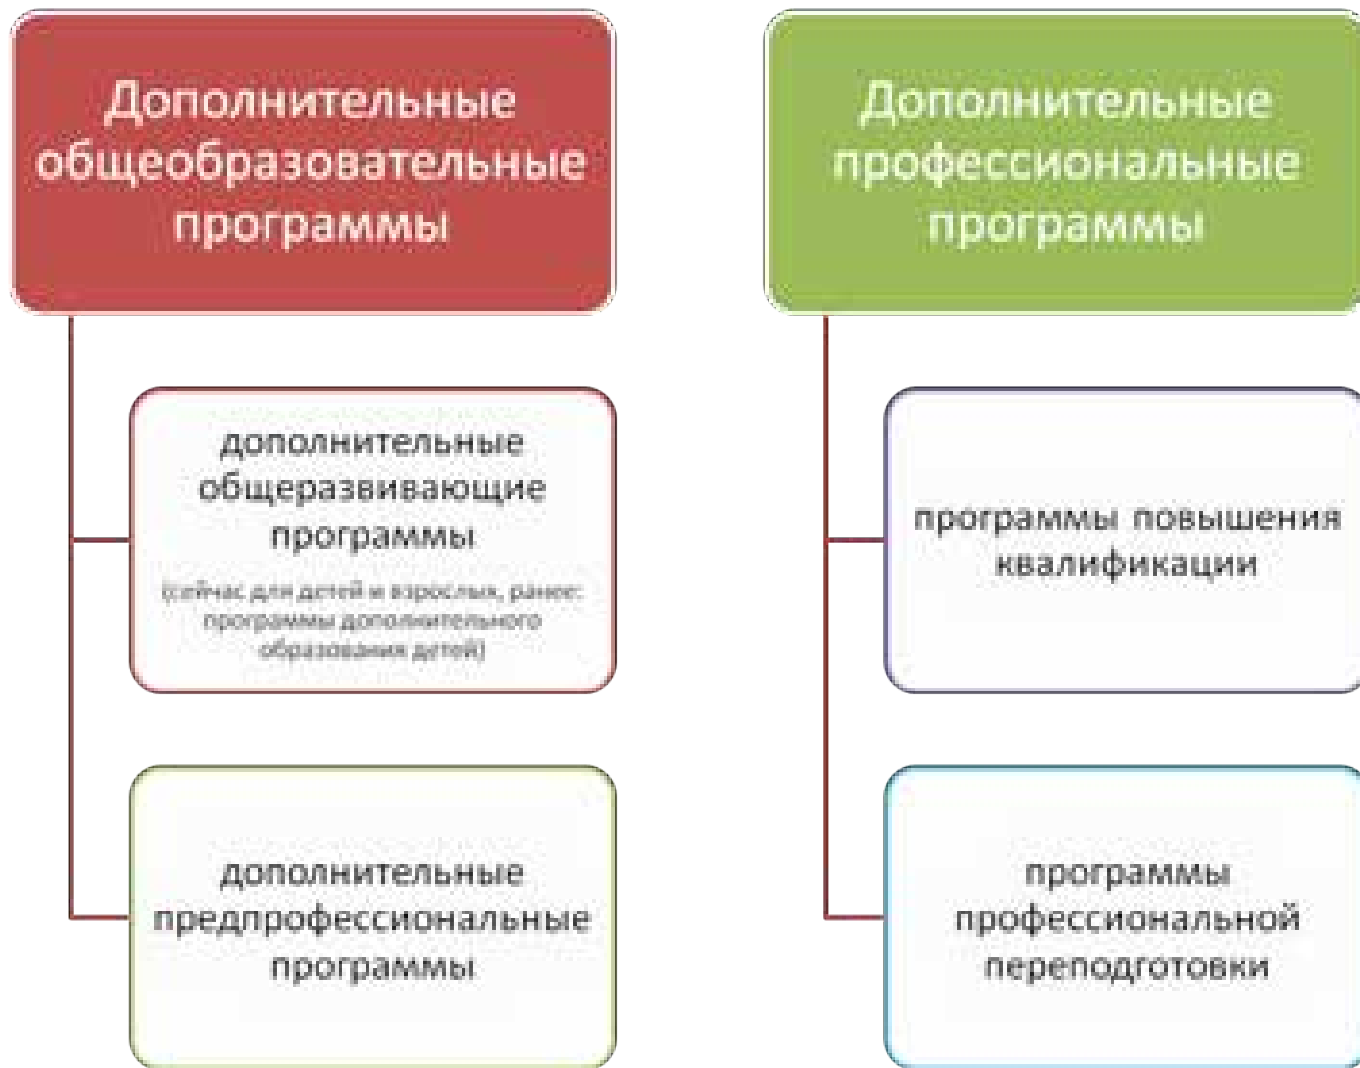 Дополнительные
общеобразовательные
программы
дополнительные
общеразвивающие
программы
(сейчас для детей и взрослых, ранее:
программы дополнительного
образования детей)
дополнительные
предпрофессиональные
программы
Дополнительные
профессиональные
программы
программы повышения
квалификации
программы
профессиональной
переподготовки